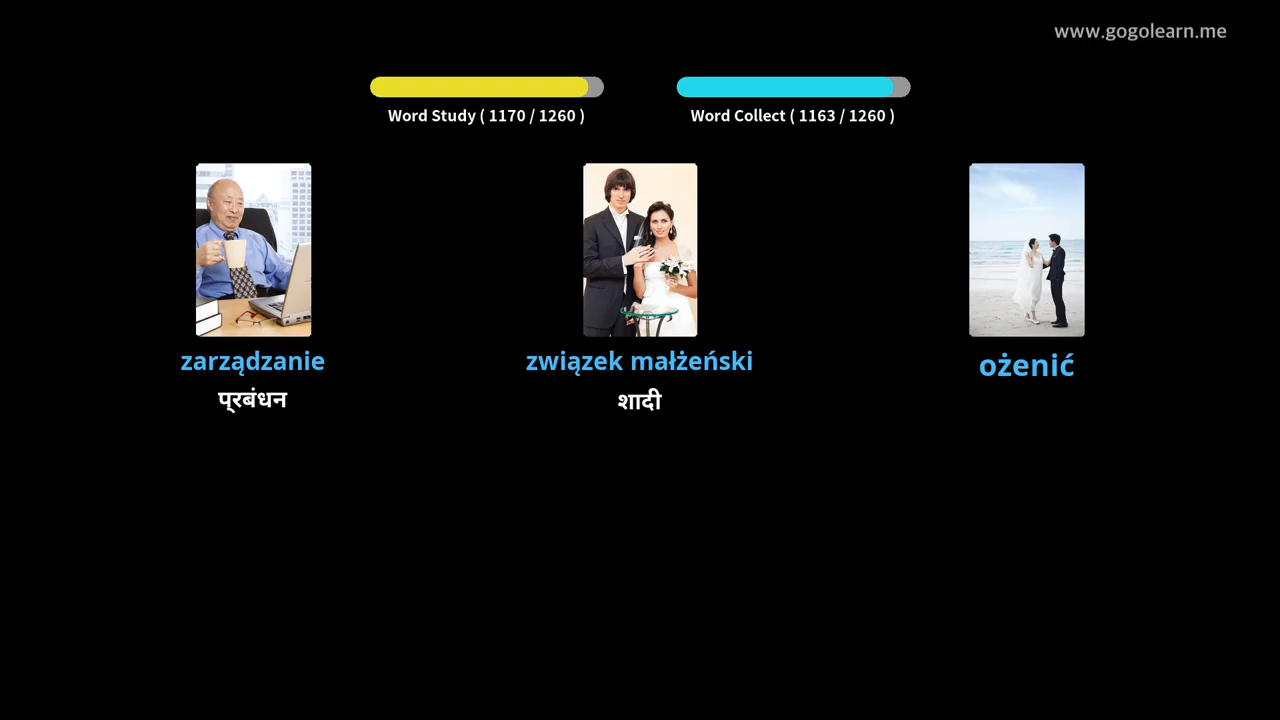 www.gogolearn.me
Word Study ( 1170 / 1260 )
Word Collect ( 1163 / 1260 )
zarządzanie
प्रबंधन
związek małżeński
शादी
ożenić